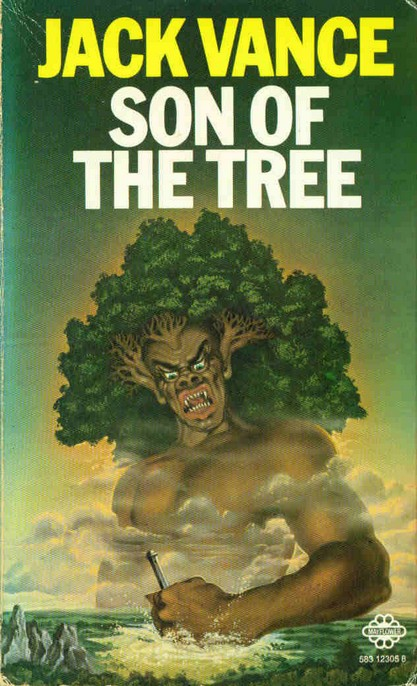 JACK VANCE
SON OF
THE TREE
MAYFLOWER
583 12305 8